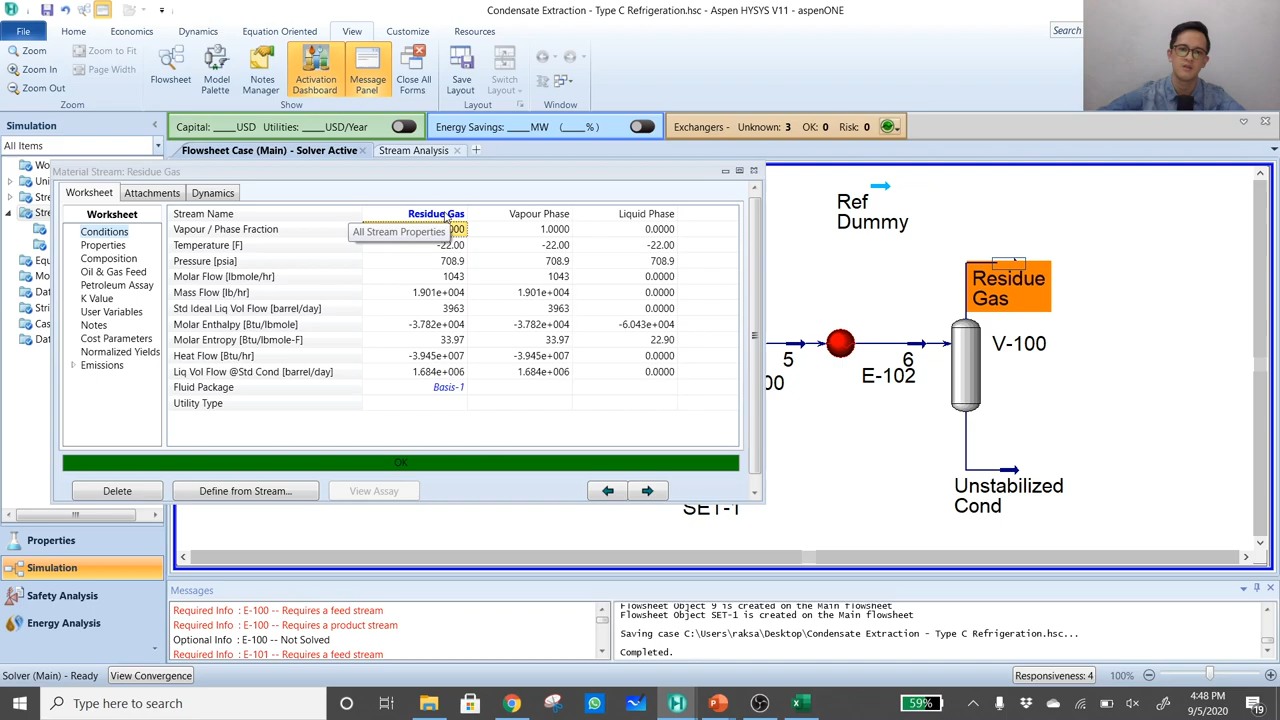 Condensate Extraction - Type C Refrigeration.hsc - Aspen HYSYS V11 - aspenONE
File
Home
Economics
Dynamics
Equation Oriented
View
Customize
Resources
Search
Zoom
Zoom to Fit
Zoom In
Page Width
Zoom Out
Zoom
Flowsheet
Model Palette
Notes Manager
Activation Dashboard
Message Panel
Close All Forms
Show
Save Layout
Switch Layout
Layout
Window
Simulation
Capital: ____USD Utilities: ____USD/Year
Energy Savings: ____MW (____%)
Exchangers - Unknown: 3 OK: 0 Risk: 0
All Items
Flowsheet Case (Main) - Solver Active
Stream Analysis
Material Stream: Residue Gas
Worksheet
Attachments
Dynamics
Worksheet
Conditions
Properties
Composition
Oil & Gas Feed
Petroleum Assay
K Value
User Variables
Notes
Cost Parameters
Normalized Yields
Emissions
Stream Name Residue Gas Vapour Phase Liquid Phase
Vapour / Phase Fraction 1.0000 0.0000
All Stream Properties
Temperature [F] -22.00 -22.00 -22.00
Pressure [psia] 708.9 708.9 708.9
Molar Flow [lbmole/hr] 1043 1043 0.0000
Mass Flow [lb/hr] 1.901e+004 1.901e+004 0.0000
Std Ideal Liq Vol Flow [barrel/day] 3963 3963 0.0000
Molar Enthalpy [Btu/lbmole] -3.782e+004 -3.782e+004 -6.043e+004
Molar Entropy [Btu/lbmole-F] 33.97 33.97 22.90
Heat Flow [Btu/hr] -3.945e+007 -3.945e+007 0.0000
Liq Vol Flow @Std Cond [barrel/day] 1.684e+006 1.684e+006 0.0000
Fluid Package Basis-1
Utility Type
OK
Delete
Define from Stream...
View Assay
Ref
Dummy
Residue
Gas
V-100
5
6
00
E-102
Unstabilized
Cond
SET-1
Properties
Simulation
Safety Analysis
Energy Analysis
Messages
Required Info : E-100 -- Requires a feed stream
Required Info : E-100 -- Requires a product stream
Optional Info : E-100 -- Not Solved
Required Info : E-101 -- Requires a feed stream
Flowsheet Object 9 is created on the Main flowsheet
Flowsheet Object SET-1 is created on the Main flowsheet
Saving case C:\Users\raksa\Desktop\Condensate Extraction - Type C Refrigeration.hsc...
Completed.
Solver (Main) - Ready
View Convergence
Responsiveness: 4
100%
Type here to search
59%
4:48 PM
9/5/2020
19